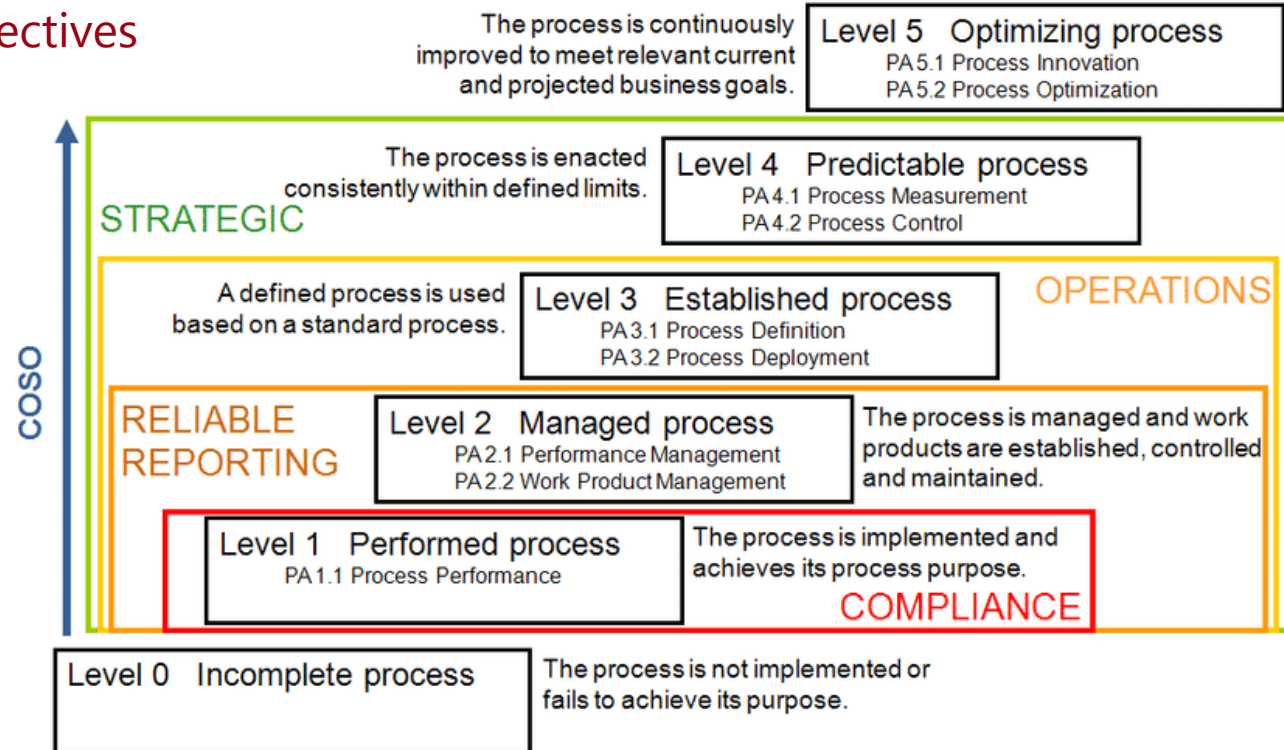 ectives
The process is continuously
improved to meet relevant current
and projected business goals.
Level 5 Optimizing process
PA 5.1 Process Innovation
PA 5.2 Process Optimization
The process is enacted
consistently within defined limits.
Level 4 Predictable process
PA 4.1 Process Measurement
PA 4.2 Process Control
STRATEGIC
A defined process is used
based on a standard process.
Level 3 Established process
PA 3.1 Process Definition
PA 3.2 Process Deployment
OPERATIONS
COSO
RELIABLE
REPORTING
Level 2 Managed process
PA 2.1 Performance Management
PA 2.2 Work Product Management
The process is managed and work
products are established, controlled
and maintained.
Level 1 Performed process
PA 1.1 Process Performance
The process is implemented and
achieves its process purpose.
COMPLIANCE
Level 0 Incomplete process
The process is not implemented or
fails to achieve its purpose.